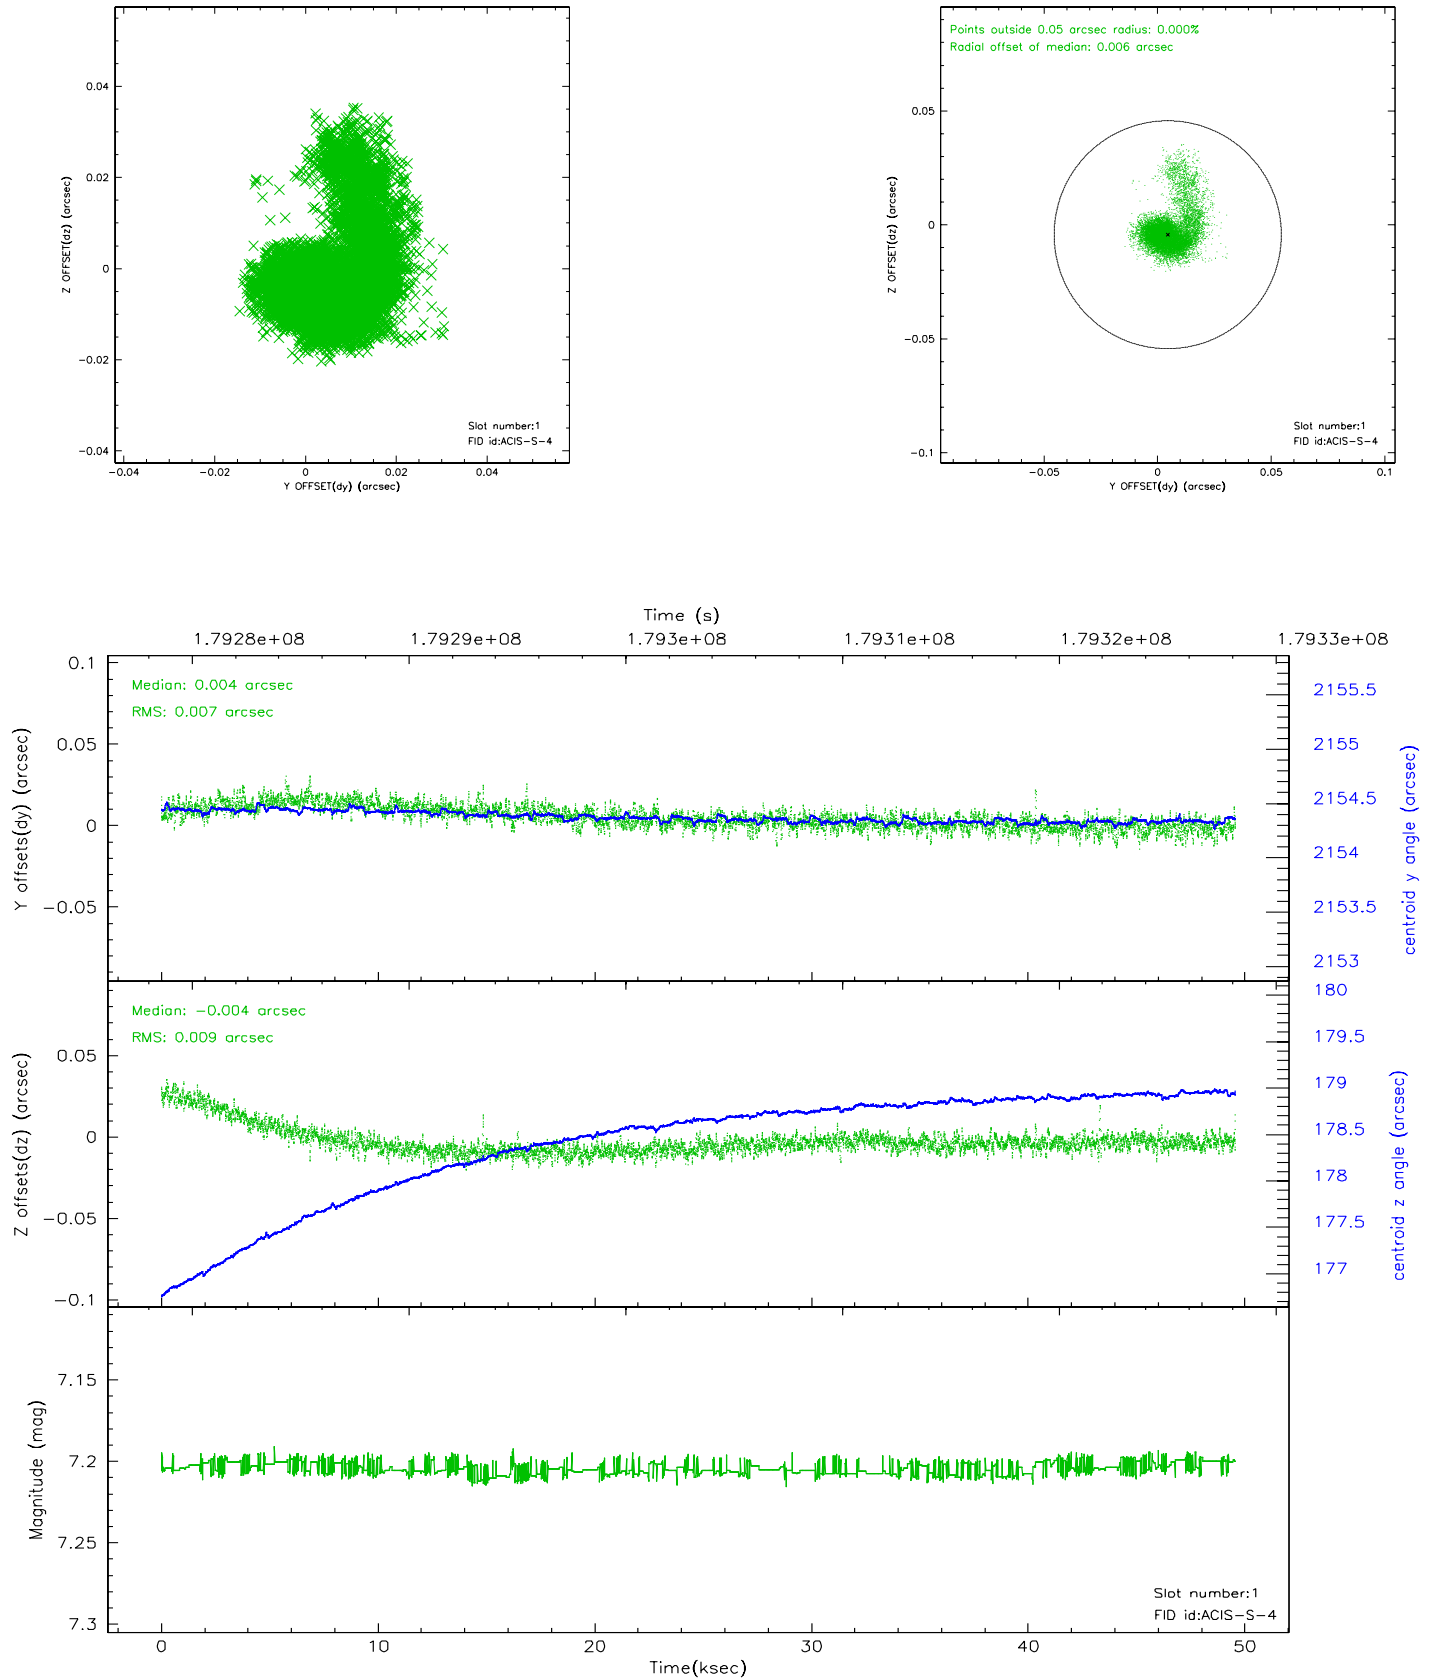 0.04
0.02
0
−0.02
−0.04
Z OFFSET(dz) (arcsec)
−0.04
−0.02
0
0.02
0.04
Y OFFSET(dy) (arcsec)
Slot number:1
FID id:ACIS−S−4
Points outside 0.05 arcsec radius: 0.000%
Radial offset of median: 0.006 arcsec
0.05
0
−0.05
−0.1
Z OFFSET(dz) (arcsec)
−0.05
0
0.05
0.1
Y OFFSET(dy) (arcsec)
Slot number:1
FID id:ACIS−S−4
Time (s)
1.7928e+08
1.7929e+08
1.793e+08
1.7931e+08
1.7932e+08
1.7933e+08
Median: 0.004 arcsec
RMS: 0.007 arcsec
0.1
0.05
0
−0.05
Y offsets(dy) (arcsec)
2155.5
2155
2154.5
2154
2153.5
2153
centroid y angle (arcsec)
Median: −0.004 arcsec
RMS: 0.009 arcsec
0.05
0
−0.05
−0.1
Z offsets(dz) (arcsec)
180
179.5
179
178.5
178
177.5
177
centroid z angle (arcsec)
7.15
7.2
7.25
7.3
Magnitude (mag)
Slot number:1
FID id:ACIS−S−4
0
10
20
30
40
50
Time(ksec)